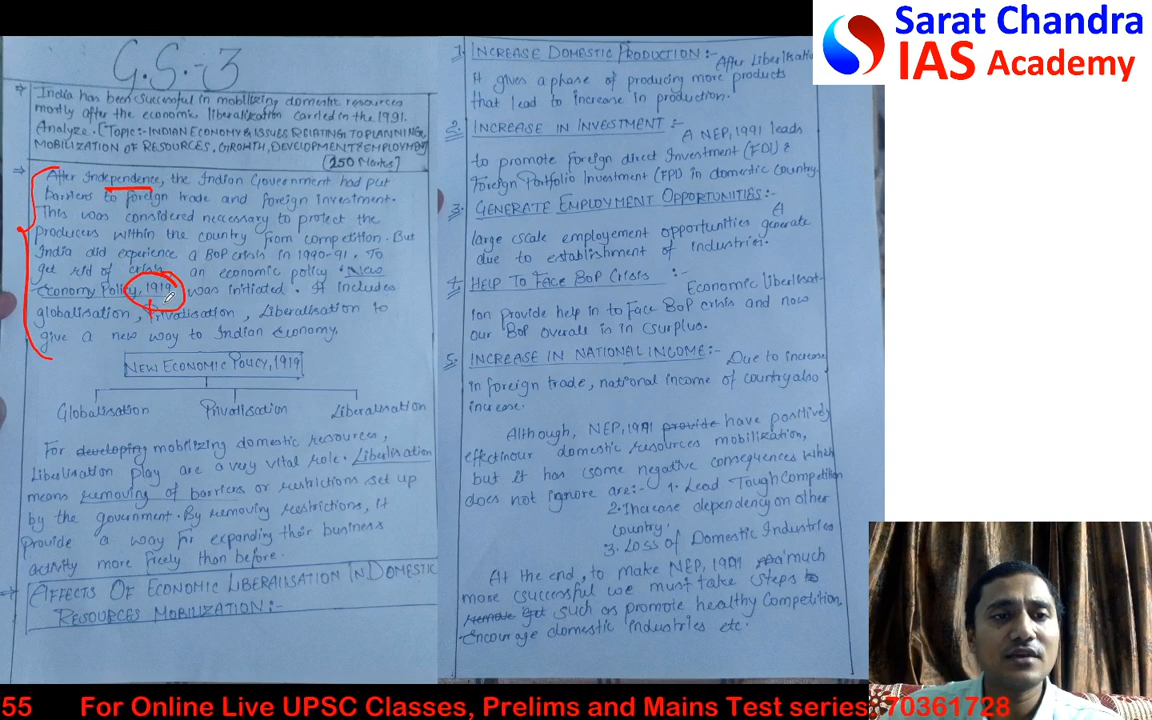 Sarat Chandra
IAS Academy
G.S.-3
India has been successful in mobilizing domestic resources
mostly after the economic liberalization carried in the 1991.
Analyze. [Topic:- INDIAN ECONOMY & ISSUES RElATING TO PLANNING,
MOBILIZATION OF RESOURCES, GROWTH, DEVELOPMENT & EMPLOYMENT]
(250 Marks]
After Independence, the Indian Government had put
barriers to foreign trade and foreign investment.
This was considered necessary to protect the
producers within the country from competition. But
India did experience a BoP crisis in 1990-91. To
get rid of crisis, an economic policy New
Economy Policy, 1919 was initiated. It includes
globalisation, Privatisation, Liberalisation to
give a new way to Indian Economy.
NEW ECONOMIC POLICY, 1919
Globalisation Privatisation Liberalisation
For developing mobilizing domestic resources,
Liberlisation play are a very vital role. Liberlisation
means removing of barriers or restrictions set up
by the government. By removing restrictions, it
provide a way for expanding their business
activity more freely than before.
AFFECTS OF ECONOMIC LIBERALISATION IN DOMESTIC
RESOURCES MOBILIZATION:-
1. INCREASE DOMESTIC PRODUCTION:- After Liberlisation
It gives a phase of producing more products
that lead to increase in production.
2. INCREASE IN INVESTMENT:- A NEP, 1991 leads
to promote foreign direct Investment (FDI) &
Foreign Portfolio Investment (FPI) in domestic country.
3. GENERATE EMPLOYMENT OPPORTUNITIES:- A
large scale employement opportunities generate
due to establishment of industries.
4. HELP TO FACE BOP CRISIS :- Economic Liberlisat-
ion provide help in to Face BoP crisis and now
our BoP overall is in surplus.
5. INCREASE IN NATIONAL INCOME:- Due to increase
in foreign trade, national income of country also
increase.
Although, NEP, 1991 provide have positively
effect in our domestic resources mobilization,
but it has some negative consequences which
does not ignore are:- 1. Lead Tough Competition
2. Increase dependency on other
country.
3. Loss of Domestic Industries
At the end, to make NEP, 1991 a much
more successful we must take steps to
such as promote healthy Competition
Encourage domestic industries etc.
55 For Online Live UPSC Classes, Prelims and Mains Test series 70361728